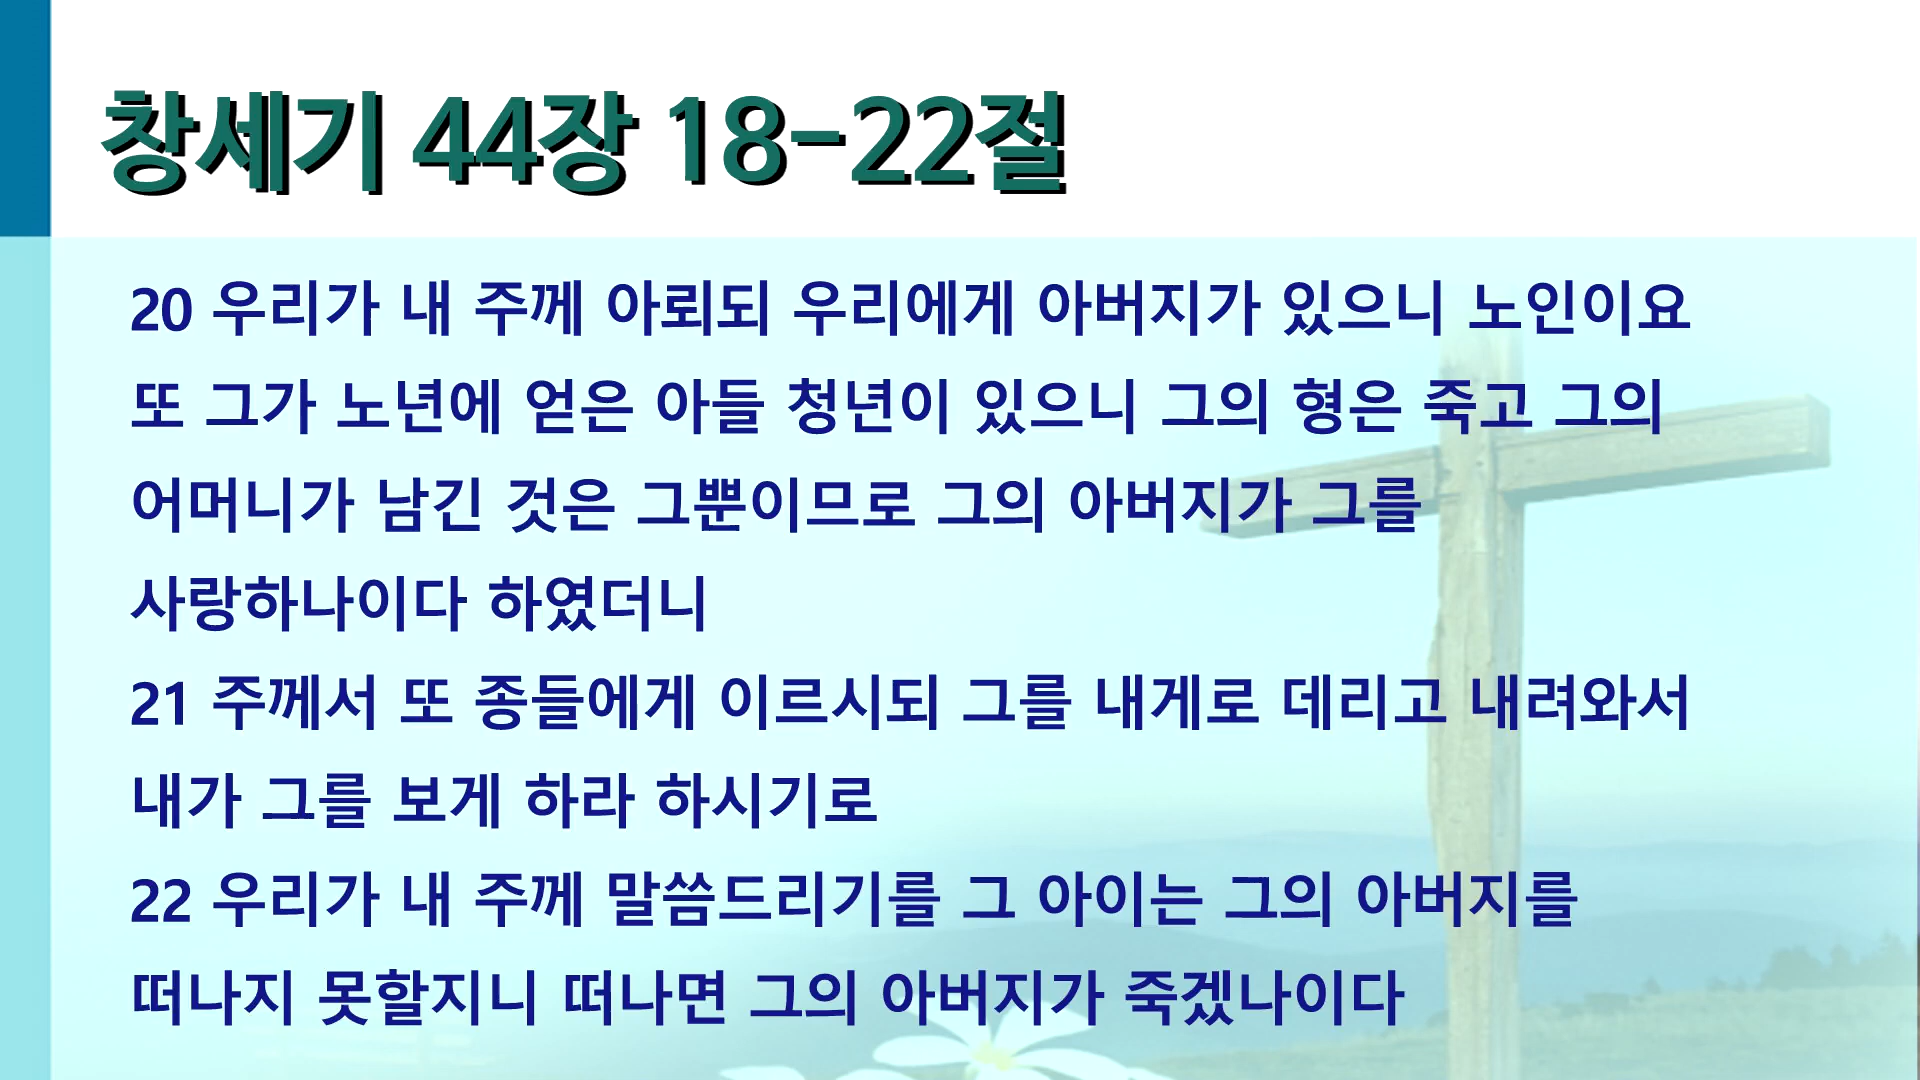 창세기 44장 18-22절
20 우리가 내 주께 아뢰되 우리에게 아버지가 있으니 노인이요
또 그가 노년에 얻은 아들 청년이 있으니 그의 형은 죽고 그의
어머니가 남긴 것은 그뿐이므로 그의 아버지가 그를
사랑하나이다 하였더니
21 주께서 또 종들에게 이르시되 그를 내게로 데리고 내려와서
내가 그를 보게 하라 하시기로
22 우리가 내 주께 말씀드리기를 그 아이는 그의 아버지를
떠나지 못할지니 떠나면 그의 아버지가 죽겠나이다